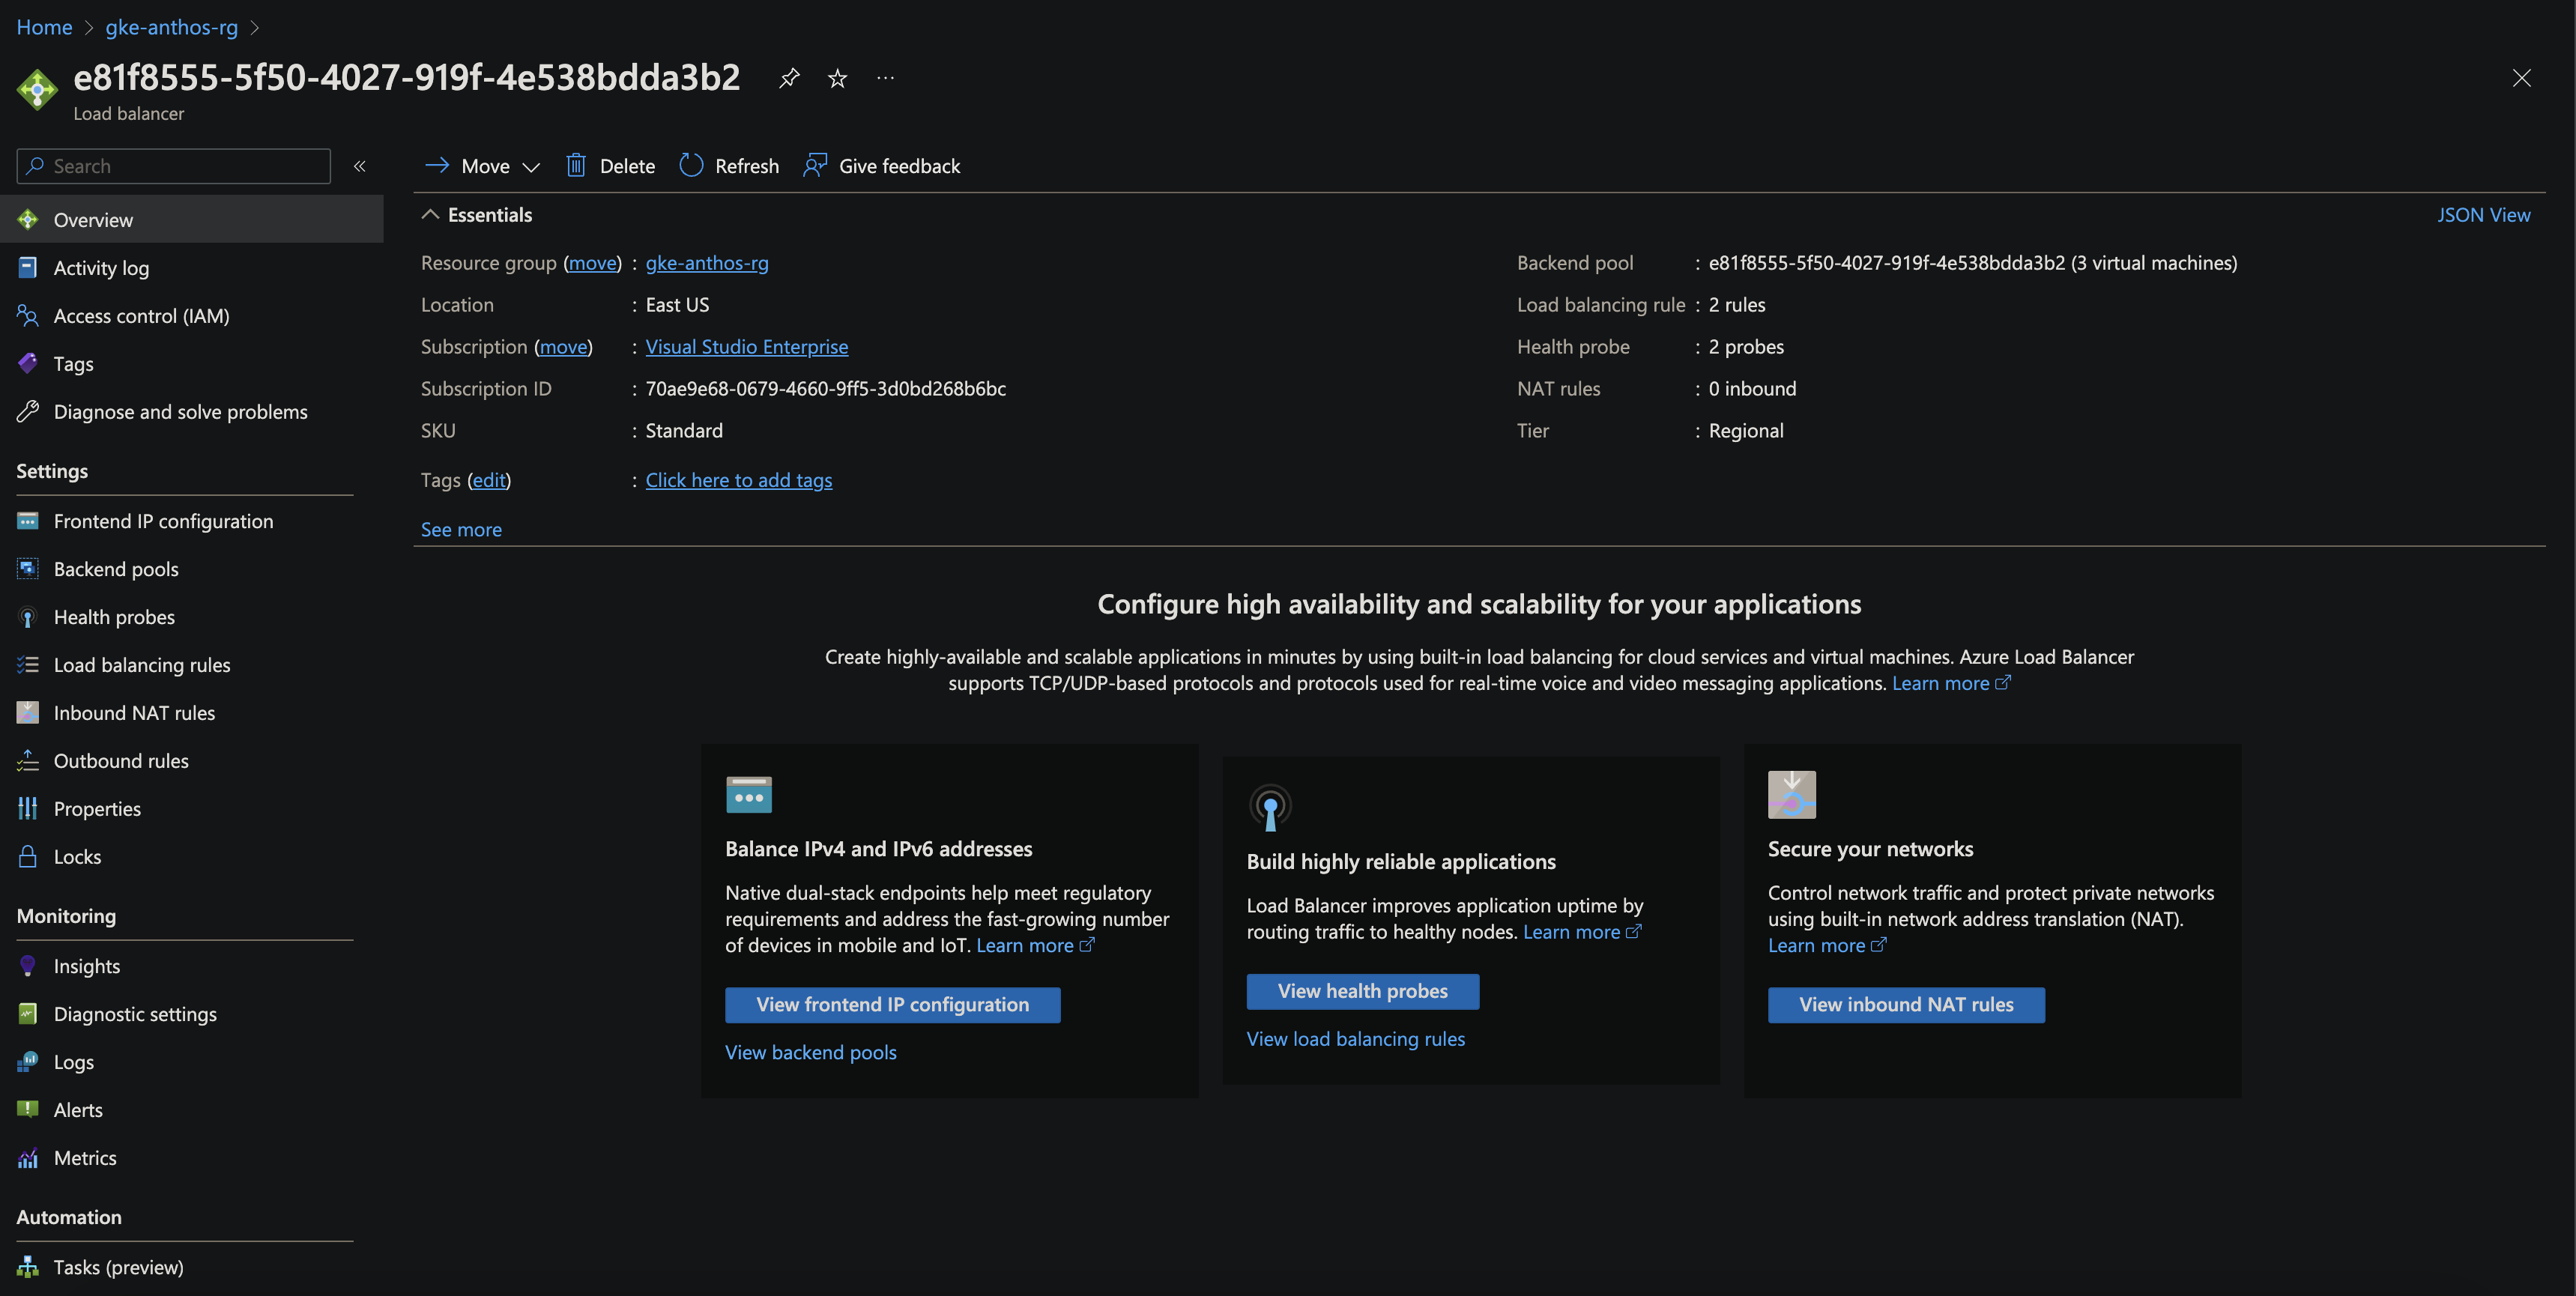 Home > gke-anthos-rg >
e81f8555-5f50-4027-919f-4e538bdda3b2
Load balancer
Search
Overview
Activity log
Access control (IAM)
Tags
Diagnose and solve problems
Settings
Frontend IP configuration
Backend pools
Health probes
Load balancing rules
Inbound NAT rules
Outbound rules
Properties
Locks
Monitoring
Insights
Diagnostic settings
Logs
Alerts
Metrics
Automation
Tasks (preview)
Move Delete Refresh Give feedback
Essentials JSON View
Resource group (move) : gke-anthos-rg
Location : East US
Subscription (move) : Visual Studio Enterprise
Subscription ID : 70ae9e68-0679-4660-9ff5-3d0bd268b6bc
SKU : Standard
Tags (edit) : Click here to add tags
See more
Backend pool : e81f8555-5f50-4027-919f-4e538bdda3b2 (3 virtual machines)
Load balancing rule : 2 rules
Health probe : 2 probes
NAT rules : 0 inbound
Tier : Regional
Configure high availability and scalability for your applications
Create highly-available and scalable applications in minutes by using built-in load balancing for cloud services and virtual machines. Azure Load Balancer
supports TCP/UDP-based protocols and protocols used for real-time voice and video messaging applications. Learn more
Balance IPv4 and IPv6 addresses
Native dual-stack endpoints help meet regulatory
requirements and address the fast-growing number
of devices in mobile and IoT. Learn more
View frontend IP configuration
View backend pools
Build highly reliable applications
Load Balancer improves application uptime by
routing traffic to healthy nodes. Learn more
View health probes
View load balancing rules
Secure your networks
Control network traffic and protect private networks
using built-in network address translation (NAT).
Learn more
View inbound NAT rules